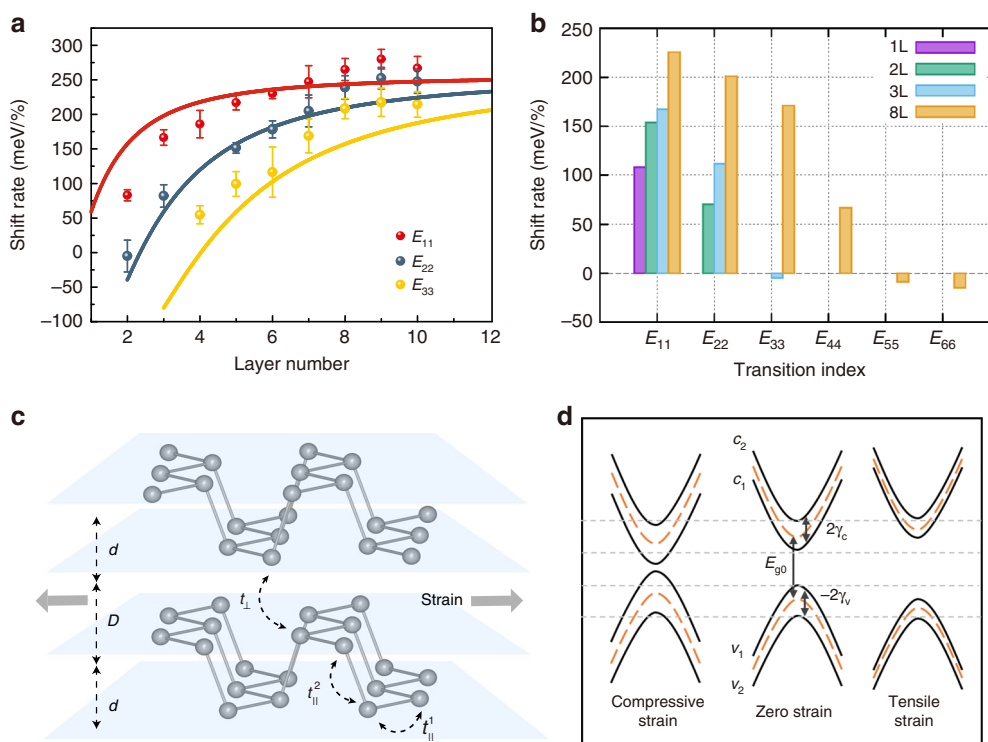 a
Shift rate (meV/%)
300
250
200
150
100
50
0
−50
−100
2
4
6
8
10
12
Layer number
E11
E22
E33
b
Shift rate (meV/%)
250
200
150
100
50
0
−50
1L
2L
3L
8L
E11
E22
E33
E44
E55
E66
Transition index
c
d
D
d
t⊥
Strain
t||2
t||1
d
c2
c1
2γc
Eg0
−2γv
v1
v2
Compressive
strain
Zero strain
Tensile
strain